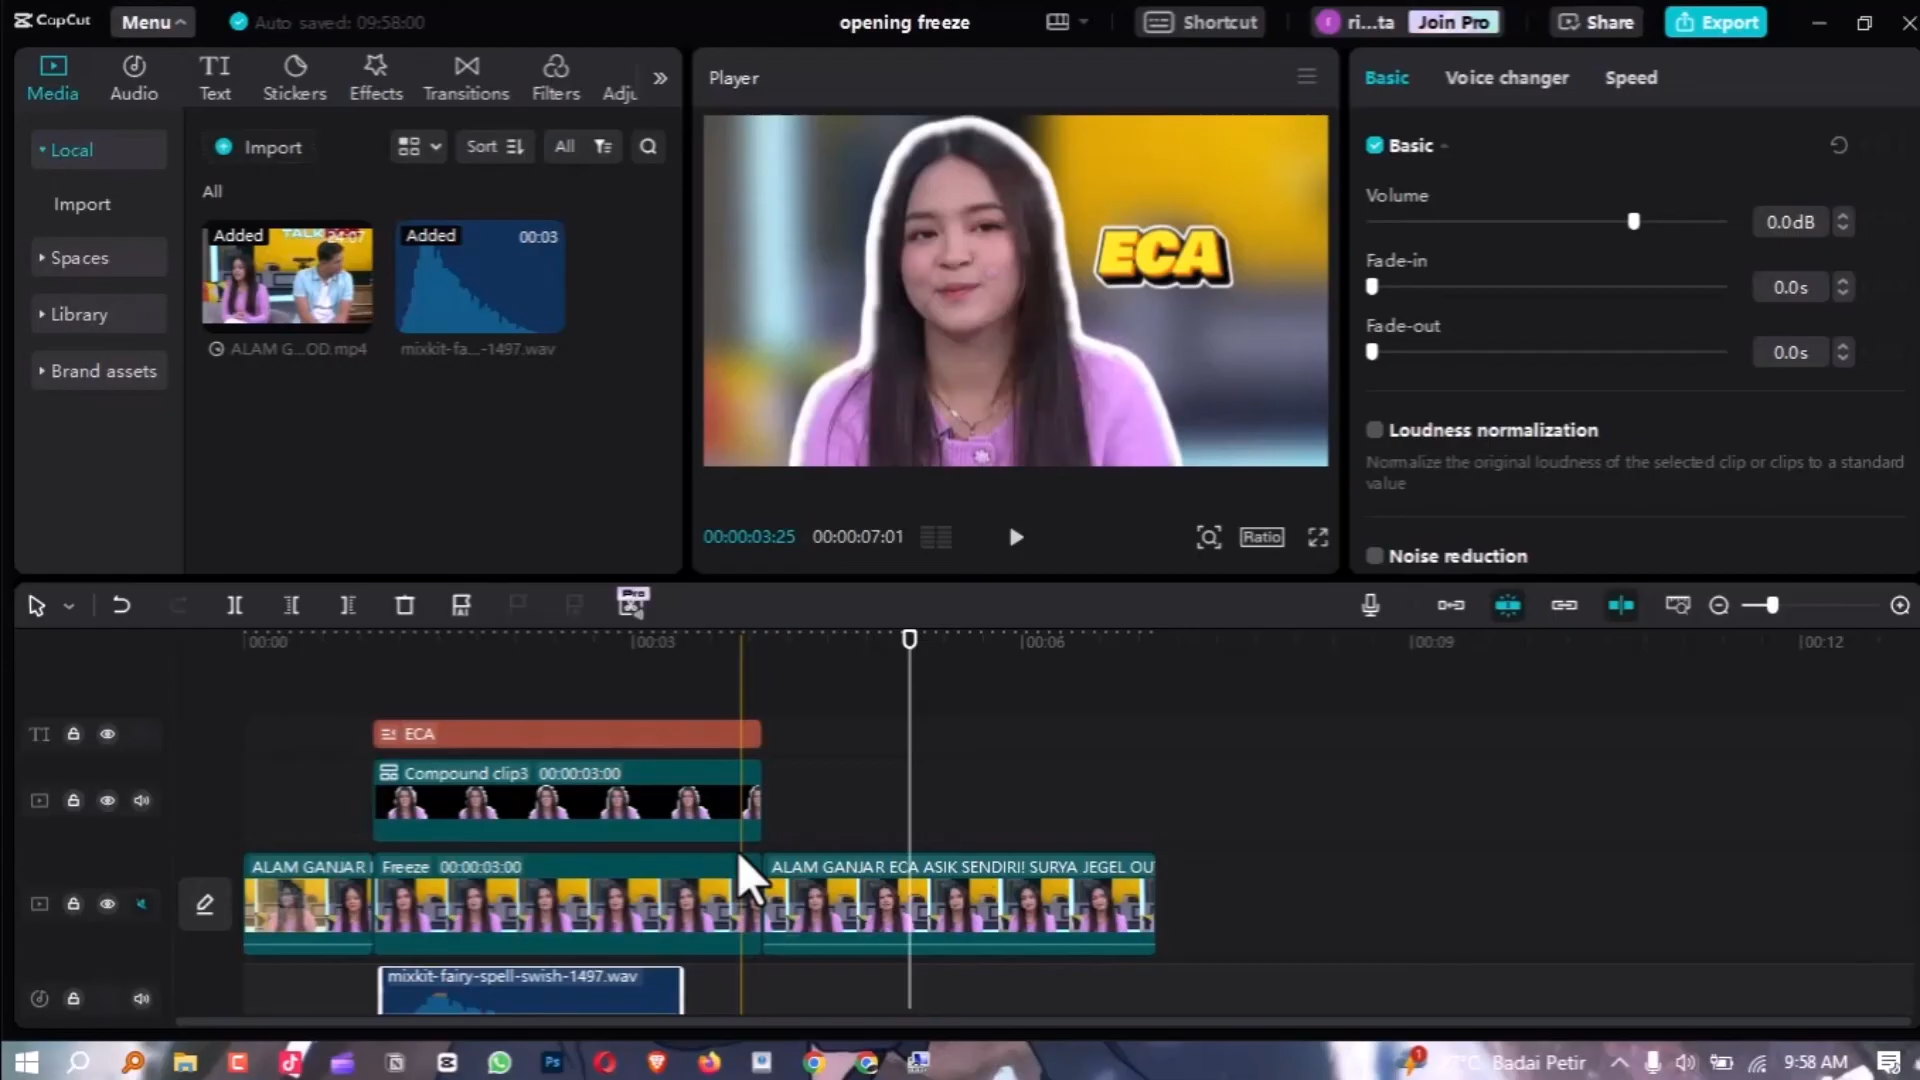 CapCut
Menu
Auto saved: 09:58:00
opening freeze
Shortcut
ri...ta
Join Pro
Share
Export
Media
Audio
TI
Text
Stickers
Effects
Transitions
Filters
Adju
Player
Basic
Voice changer
Speed
Local
Import
Spaces
Library
Brand assets
Import
Sort
All
All
Added
24:07
ALAM G...OD.mp4
Added
00:03
mixkit-fa...-1497.wav
ECA
00:00:03:25
00:00:07:01
Ratio
Basic
Volume
0.0dB
Fade-in
0.0s
Fade-out
0.0s
Loudness normalization
Normalize the original loudness of the selected clip or clips to a standard
value
Noise reduction
Pro
00:00
00:03
00:06
00:09
00:12
TI
ECA
Compound clip3 00:00:03:00
ALAM GANJAR
Freeze 00:00:03:00
ALAM GANJAR ECA ASIK SENDIRI! SURYA JEGEL OU
mixkit-fairy-spell-swish-1497.wav
Ps
1
°C Badai Petir
9:58 AM